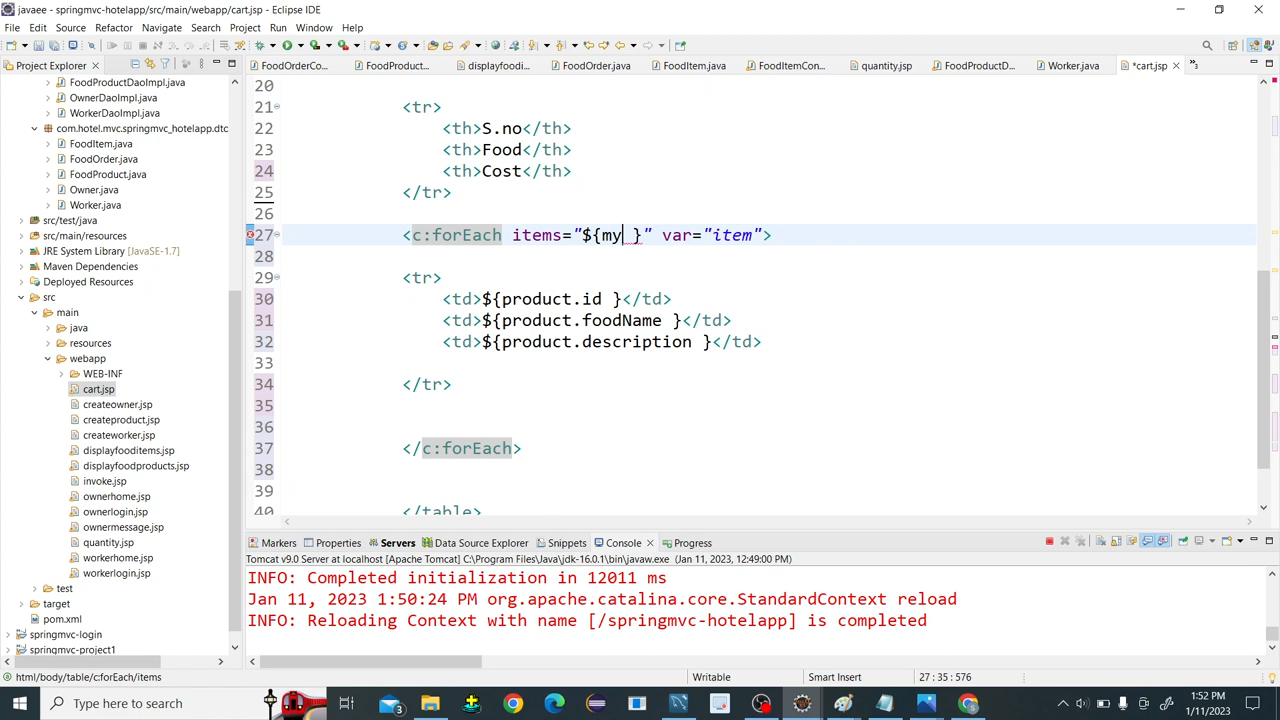 javaee - springmvc-hotelapp/src/main/webapp/cart.jsp - Eclipse IDE
File Edit Source Refactor Navigate Search Project Run Window Help
Project Explorer
FoodOrderCo... FoodProduct... displayfoodi... FoodOrder.java FoodItem.java FoodItemCon... quantity.jsp FoodProductD... Worker.java *cart.jsp
FoodProductDaoImpl.java
OwnerDaoImpl.java
WorkerDaoImpl.java
com.hotel.mvc.springmvc_hotelapp.dtc
FoodItem.java
FoodOrder.java
FoodProduct.java
Owner.java
Worker.java
src/test/java
src/main/resources
JRE System Library [JavaSE-1.7]
Maven Dependencies
Deployed Resources
src
main
java
resources
webapp
WEB-INF
cart.jsp
createowner.jsp
createproduct.jsp
createworker.jsp
displayfooditems.jsp
displayfoodproducts.jsp
invoke.jsp
ownerhome.jsp
ownerlogin.jsp
ownermessage.jsp
quantity.jsp
workerhome.jsp
workerlogin.jsp
test
target
pom.xml
springmvc-login
springmvc-project1
20
21 <tr>
22 <th>S.no</th>
23 <th>Food</th>
24 <th>Cost</th>
25 </tr>
26
27 <c:forEach items="${my }" var="item">
28
29 <tr>
30 <td>${product.id }</td>
31 <td>${product.foodName }</td>
32 <td>${product.description }</td>
33
34 </tr>
35
36
37 </c:forEach>
38
39
40 </table>
Markers Properties Servers Data Source Explorer Snippets Console Progress
Tomcat v9.0 Server at localhost [Apache Tomcat] C:\Program Files\Java\jdk-16.0.1\bin\javaw.exe (Jan 11, 2023, 12:49:00 PM)
INFO: Completed initialization in 12011 ms
Jan 11, 2023 1:50:24 PM org.apache.catalina.core.StandardContext reload
INFO: Reloading Context with name [/springmvc-hotelapp] is completed
html/body/table/c:forEach/items Writable Smart Insert 27 : 35 : 576
Type here to search
1:52 PM
1/11/2023